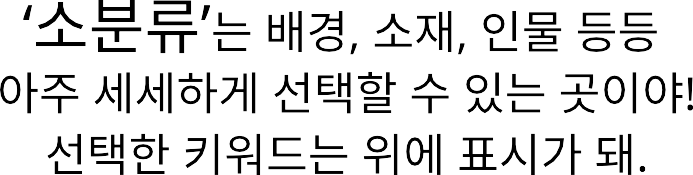 ‘소분류’는 배경, 소재, 인물 등등
아주 세세하게 선택할 수 있는 곳이야!
선택한 키워드는 위에 표시가 돼.